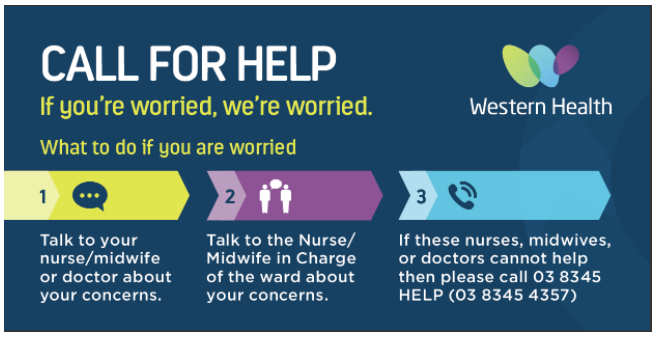 CALL FOR HELP
If you're worried, we're worried.
Western Health
What to do if you are worried
1
Talk to your
nurse/midwife
or doctor about
your concerns.
2
Talk to the Nurse/
Midwife in Charge
of the ward about
your concerns.
3
If these nurses, midwives,
or doctors cannot help
then please call 03 8345
HELP (03 8345 4357)